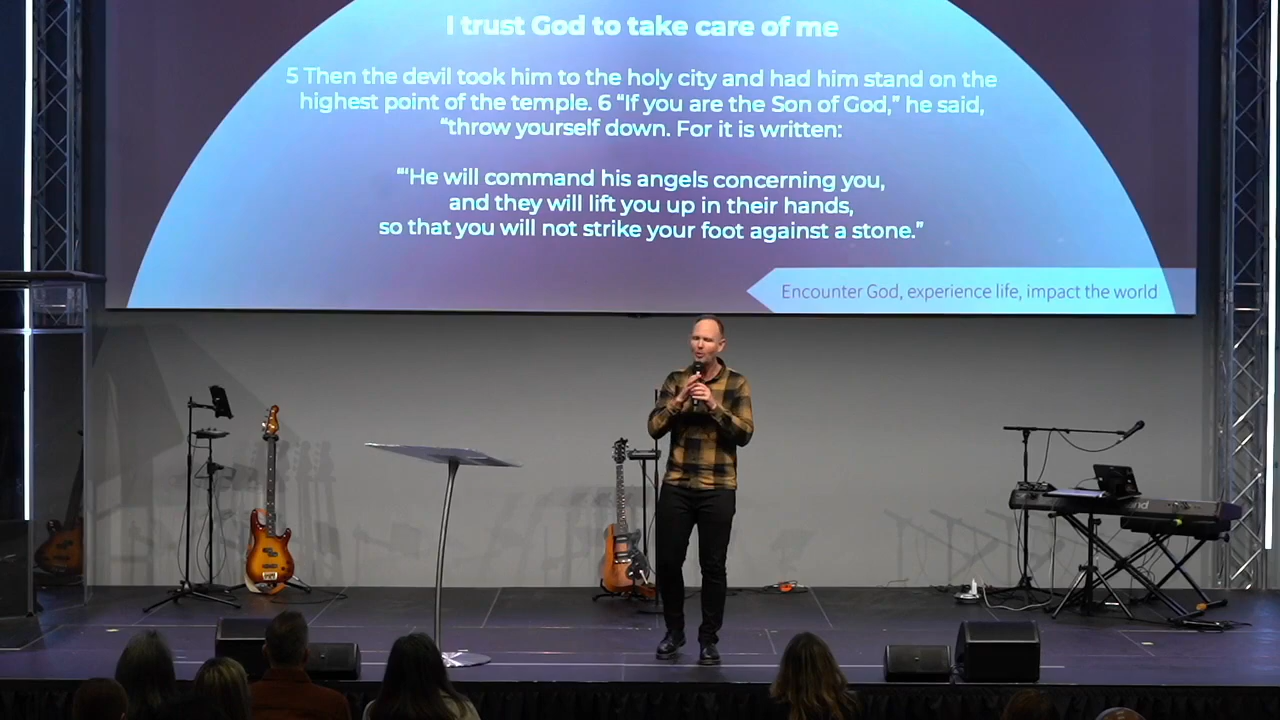 I trust God to take care of me
5 Then the devil took him to the holy city and had him stand on the
highest point of the temple. 6 “If you are the Son of God,” he said,
“throw yourself down. For it is written:
“‘He will command his angels concerning you,
and they will lift you up in their hands,
so that you will not strike your foot against a stone.”
Encounter God, experience life, impact the world